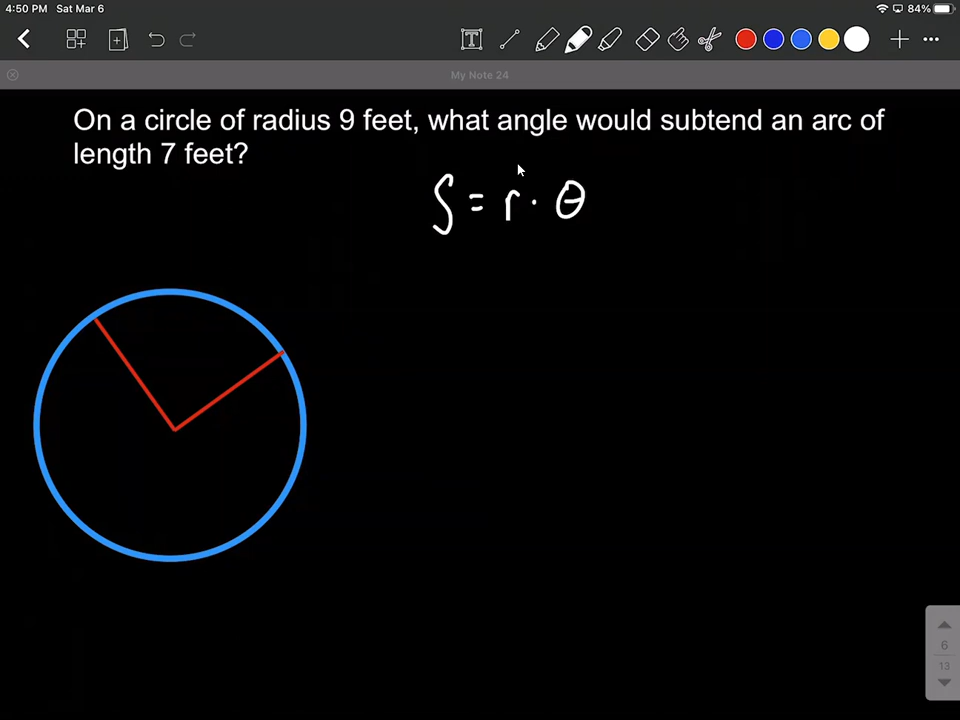 4:50 PM Sat Mar 6
84%
T
My Note 24
On a circle of radius 9 feet, what angle would subtend an arc of
length 7 feet?
S = r · θ
6
13